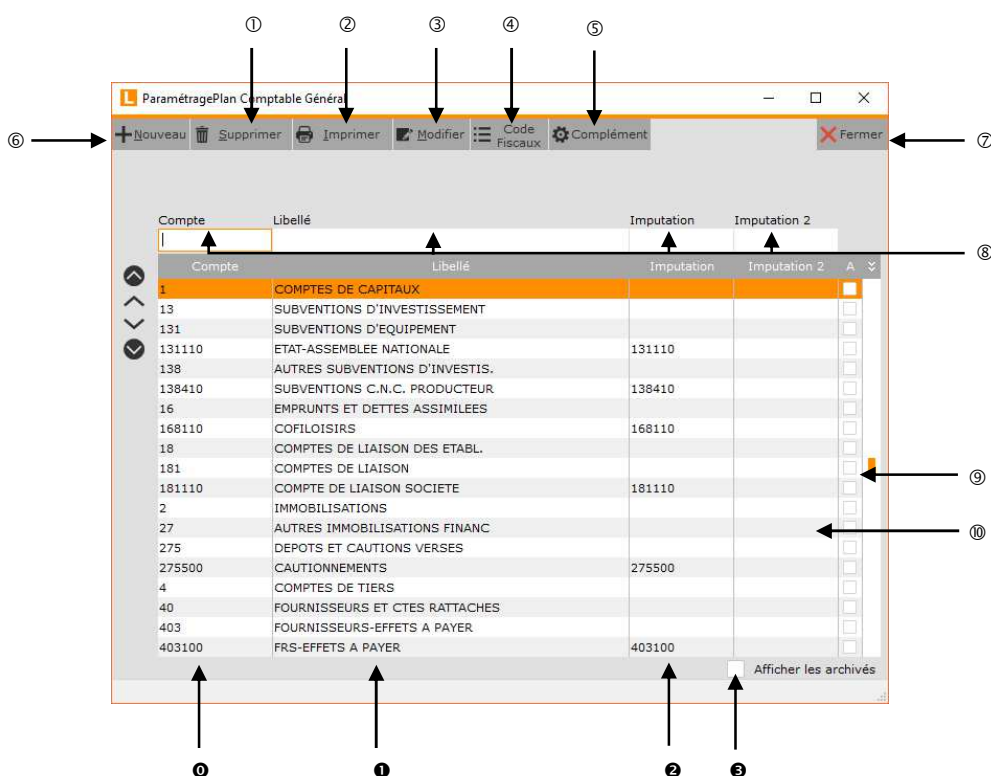 ① ② ③ ④ ⑤
L ParamétragePlan Comptable Général
⑥ Nouveau Supprimer Imprimer Modifier Code Fiscaux Complément Fermer ⑦
Compte Libellé Imputation Imputation 2
⑧
Compte Libellé Imputation Imputation 2 A
1 COMPTES DE CAPITAUX
13 SUBVENTIONS D'INVESTISSEMENT
131 SUBVENTIONS D'EQUIPEMENT
131110 ETAT-ASSEMBLEE NATIONALE 131110
138 AUTRES SUBVENTIONS D'INVESTIS.
138410 SUBVENTIONS C.N.C. PRODUCTEUR 138410
16 EMPRUNTS ET DETTES ASSIMILEES
168110 COFILOISIRS 168110
18 COMPTES DE LIAISON DES ETABL.
181 COMPTES DE LIAISON
⑨
181110 COMPTE DE LIAISON SOCIETE 181110
2 IMMOBILISATIONS
27 AUTRES IMMOBILISATIONS FINANC
⑩
275 DEPOTS ET CAUTIONS VERSES
275500 CAUTIONNEMENTS 275500
4 COMPTES DE TIERS
40 FOURNISSEURS ET CTES RATTACHES
403 FOURNISSEURS-EFFETS A PAYER
403100 FRS-EFFETS A PAYER 403100
Afficher les archivés
⓿ ❶ ❷ ❸